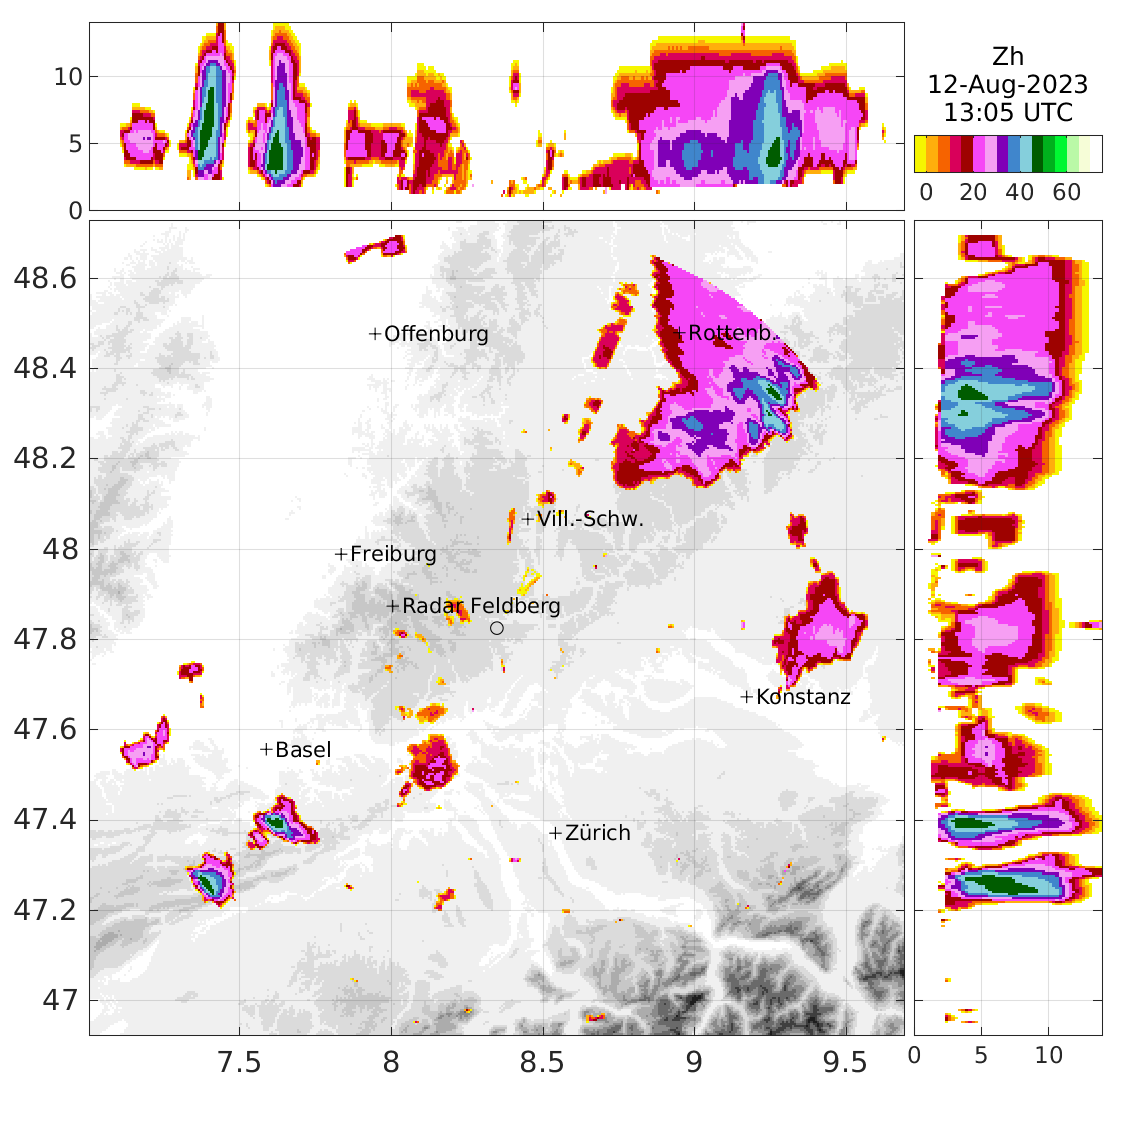 10
5
0
Zh
12-Aug-2023
13:05 UTC
0 20 40 60
48.6
48.4
48.2
48
47.8
47.6
47.4
47.2
47
Offenburg
Rottenb.
Vill.-Schw.
Freiburg
Radar Feldberg
Konstanz
Basel
Zürich
7.5 8 8.5 9 9.5
0 5 10